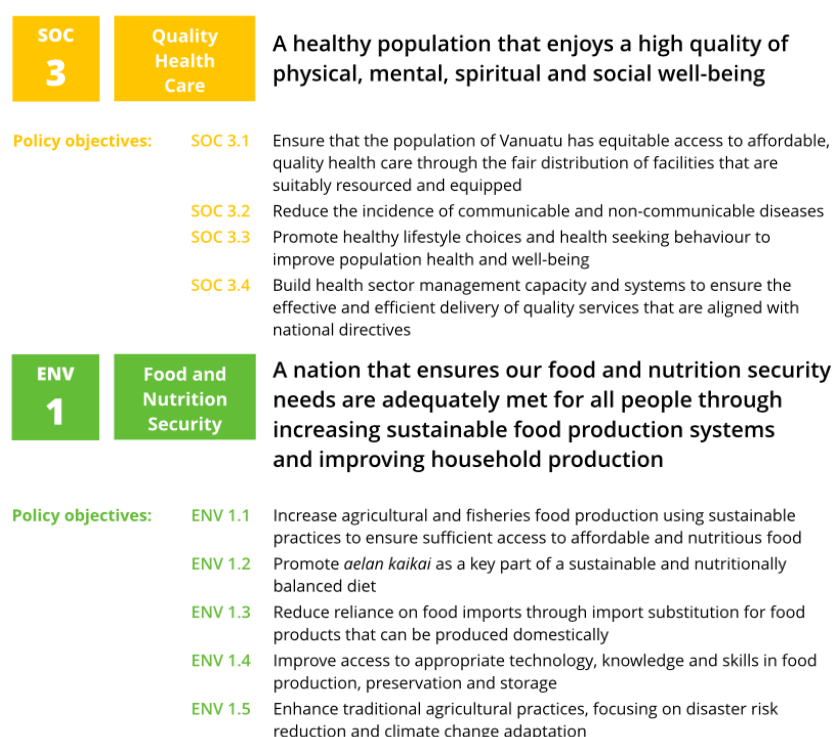 SOC
3
Quality
Health
Care
A healthy population that enjoys a high quality of
physical, mental, spiritual and social well-being
Policy objectives:
SOC 3.1 Ensure that the population of Vanuatu has equitable access to affordable,
quality health care through the fair distribution of facilities that are
suitably resourced and equipped
SOC 3.2 Reduce the incidence of communicable and non-communicable diseases
SOC 3.3 Promote healthy lifestyle choices and health seeking behaviour to
improve population health and well-being
SOC 3.4 Build health sector management capacity and systems to ensure the
effective and efficient delivery of quality services that are aligned with
national directives
ENV
1
Food and
Nutrition
Security
A nation that ensures our food and nutrition security
needs are adequately met for all people through
increasing sustainable food production systems
and improving household production
Policy objectives:
ENV 1.1 Increase agricultural and fisheries food production using sustainable
practices to ensure sufficient access to affordable and nutritious food
ENV 1.2 Promote aelan kaikai as a key part of a sustainable and nutritionally
balanced diet
ENV 1.3 Reduce reliance on food imports through import substitution for food
products that can be produced domestically
ENV 1.4 Improve access to appropriate technology, knowledge and skills in food
production, preservation and storage
ENV 1.5 Enhance traditional agricultural practices, focusing on disaster risk
reduction and climate change adaptation